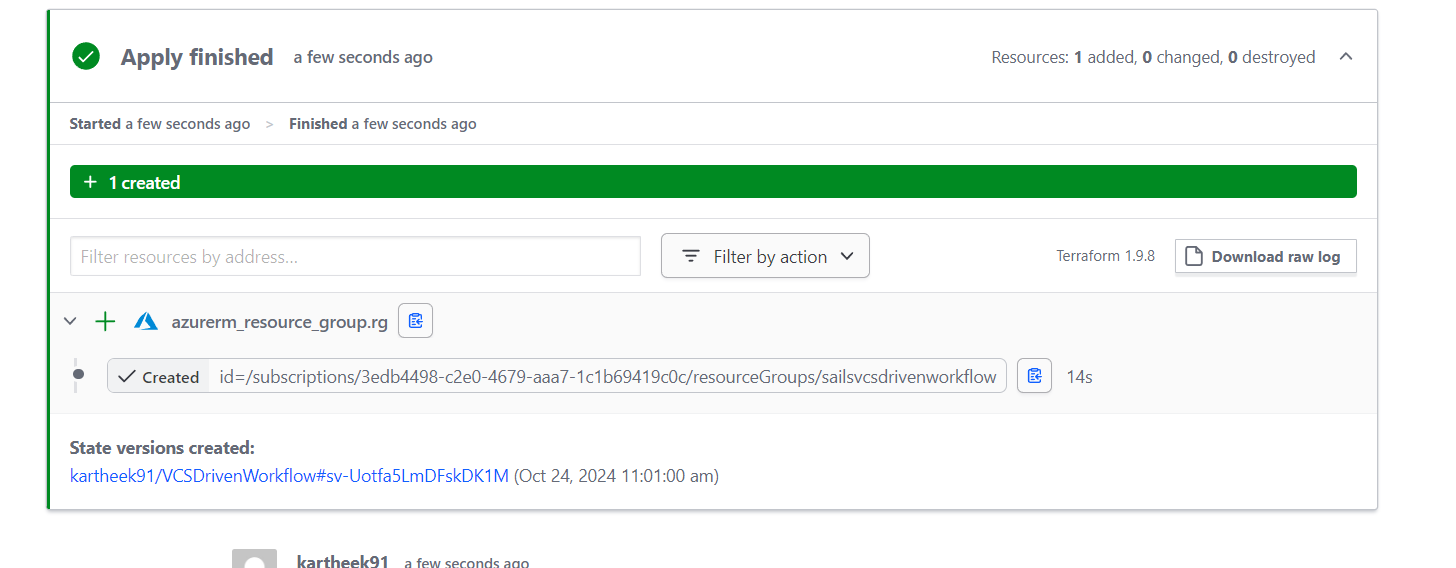 Apply finished a few seconds ago Resources: 1 added, 0 changed, 0 destroyed
Started a few seconds ago > Finished a few seconds ago
+ 1 created
Filter resources by address... Filter by action Terraform 1.9.8 Download raw log
azurerm_resource_group.rg
Created id=/subscriptions/3edb4498-c2e0-4679-aaa7-1c1b69419c0c/resourceGroups/sailsvcsdrivenworkflow 14s
State versions created:
kartheek91/VCSDrivenWorkflow#sv-Uotfa5LmDFskDK1M (Oct 24, 2024 11:01:00 am)
kartheek91 a few seconds ago